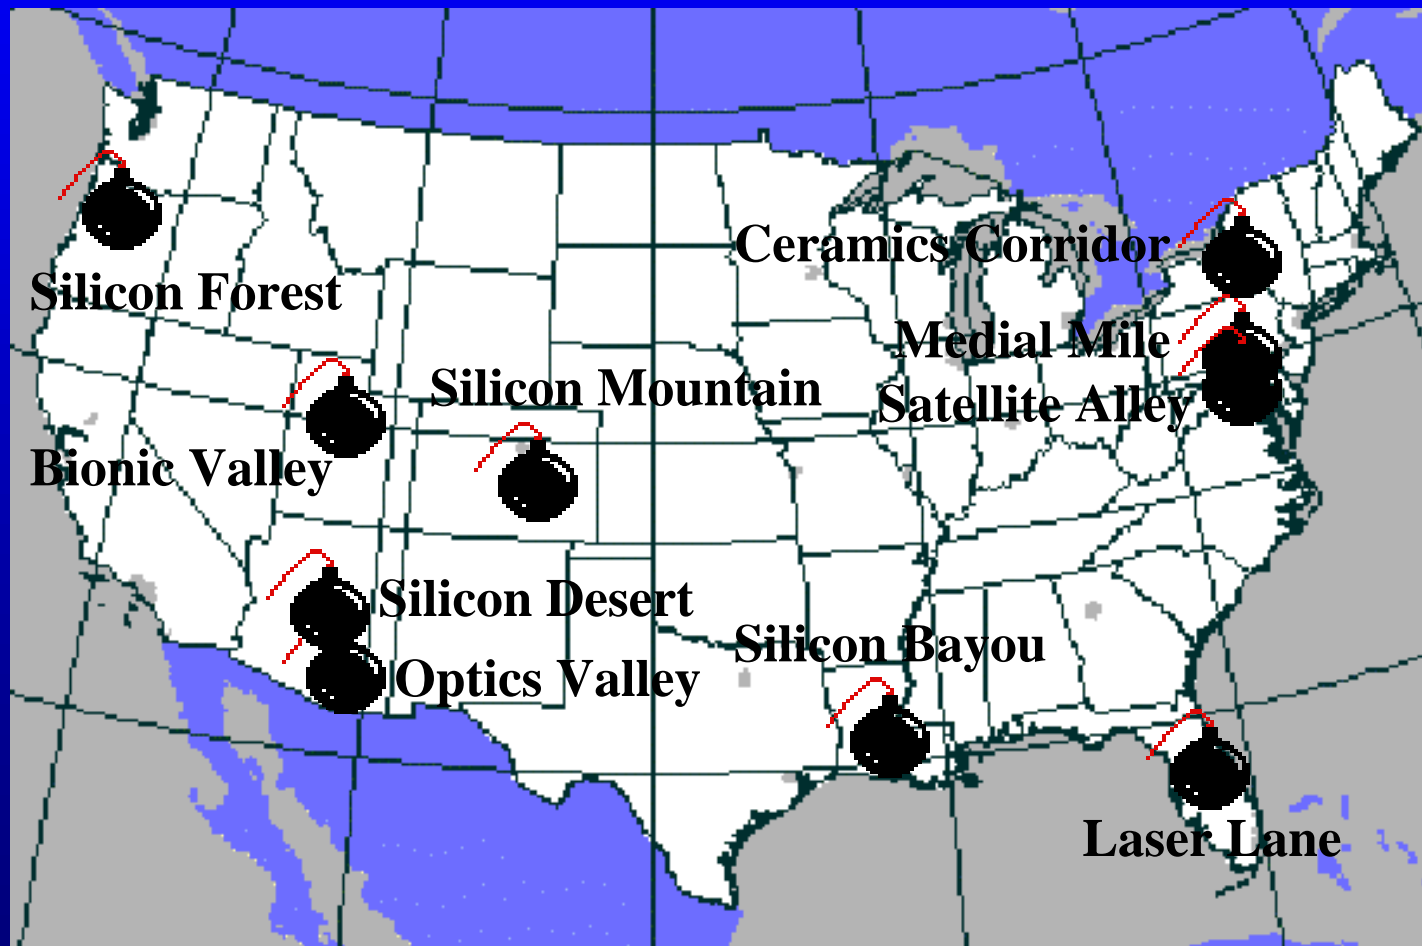 Ceramics Corridor
Silicon Forest
Medial Mile
Silicon Mountain
Satellite Alley
Bionic Valley
Silicon Desert
Silicon Bayou
Optics Valley
Laser Lane